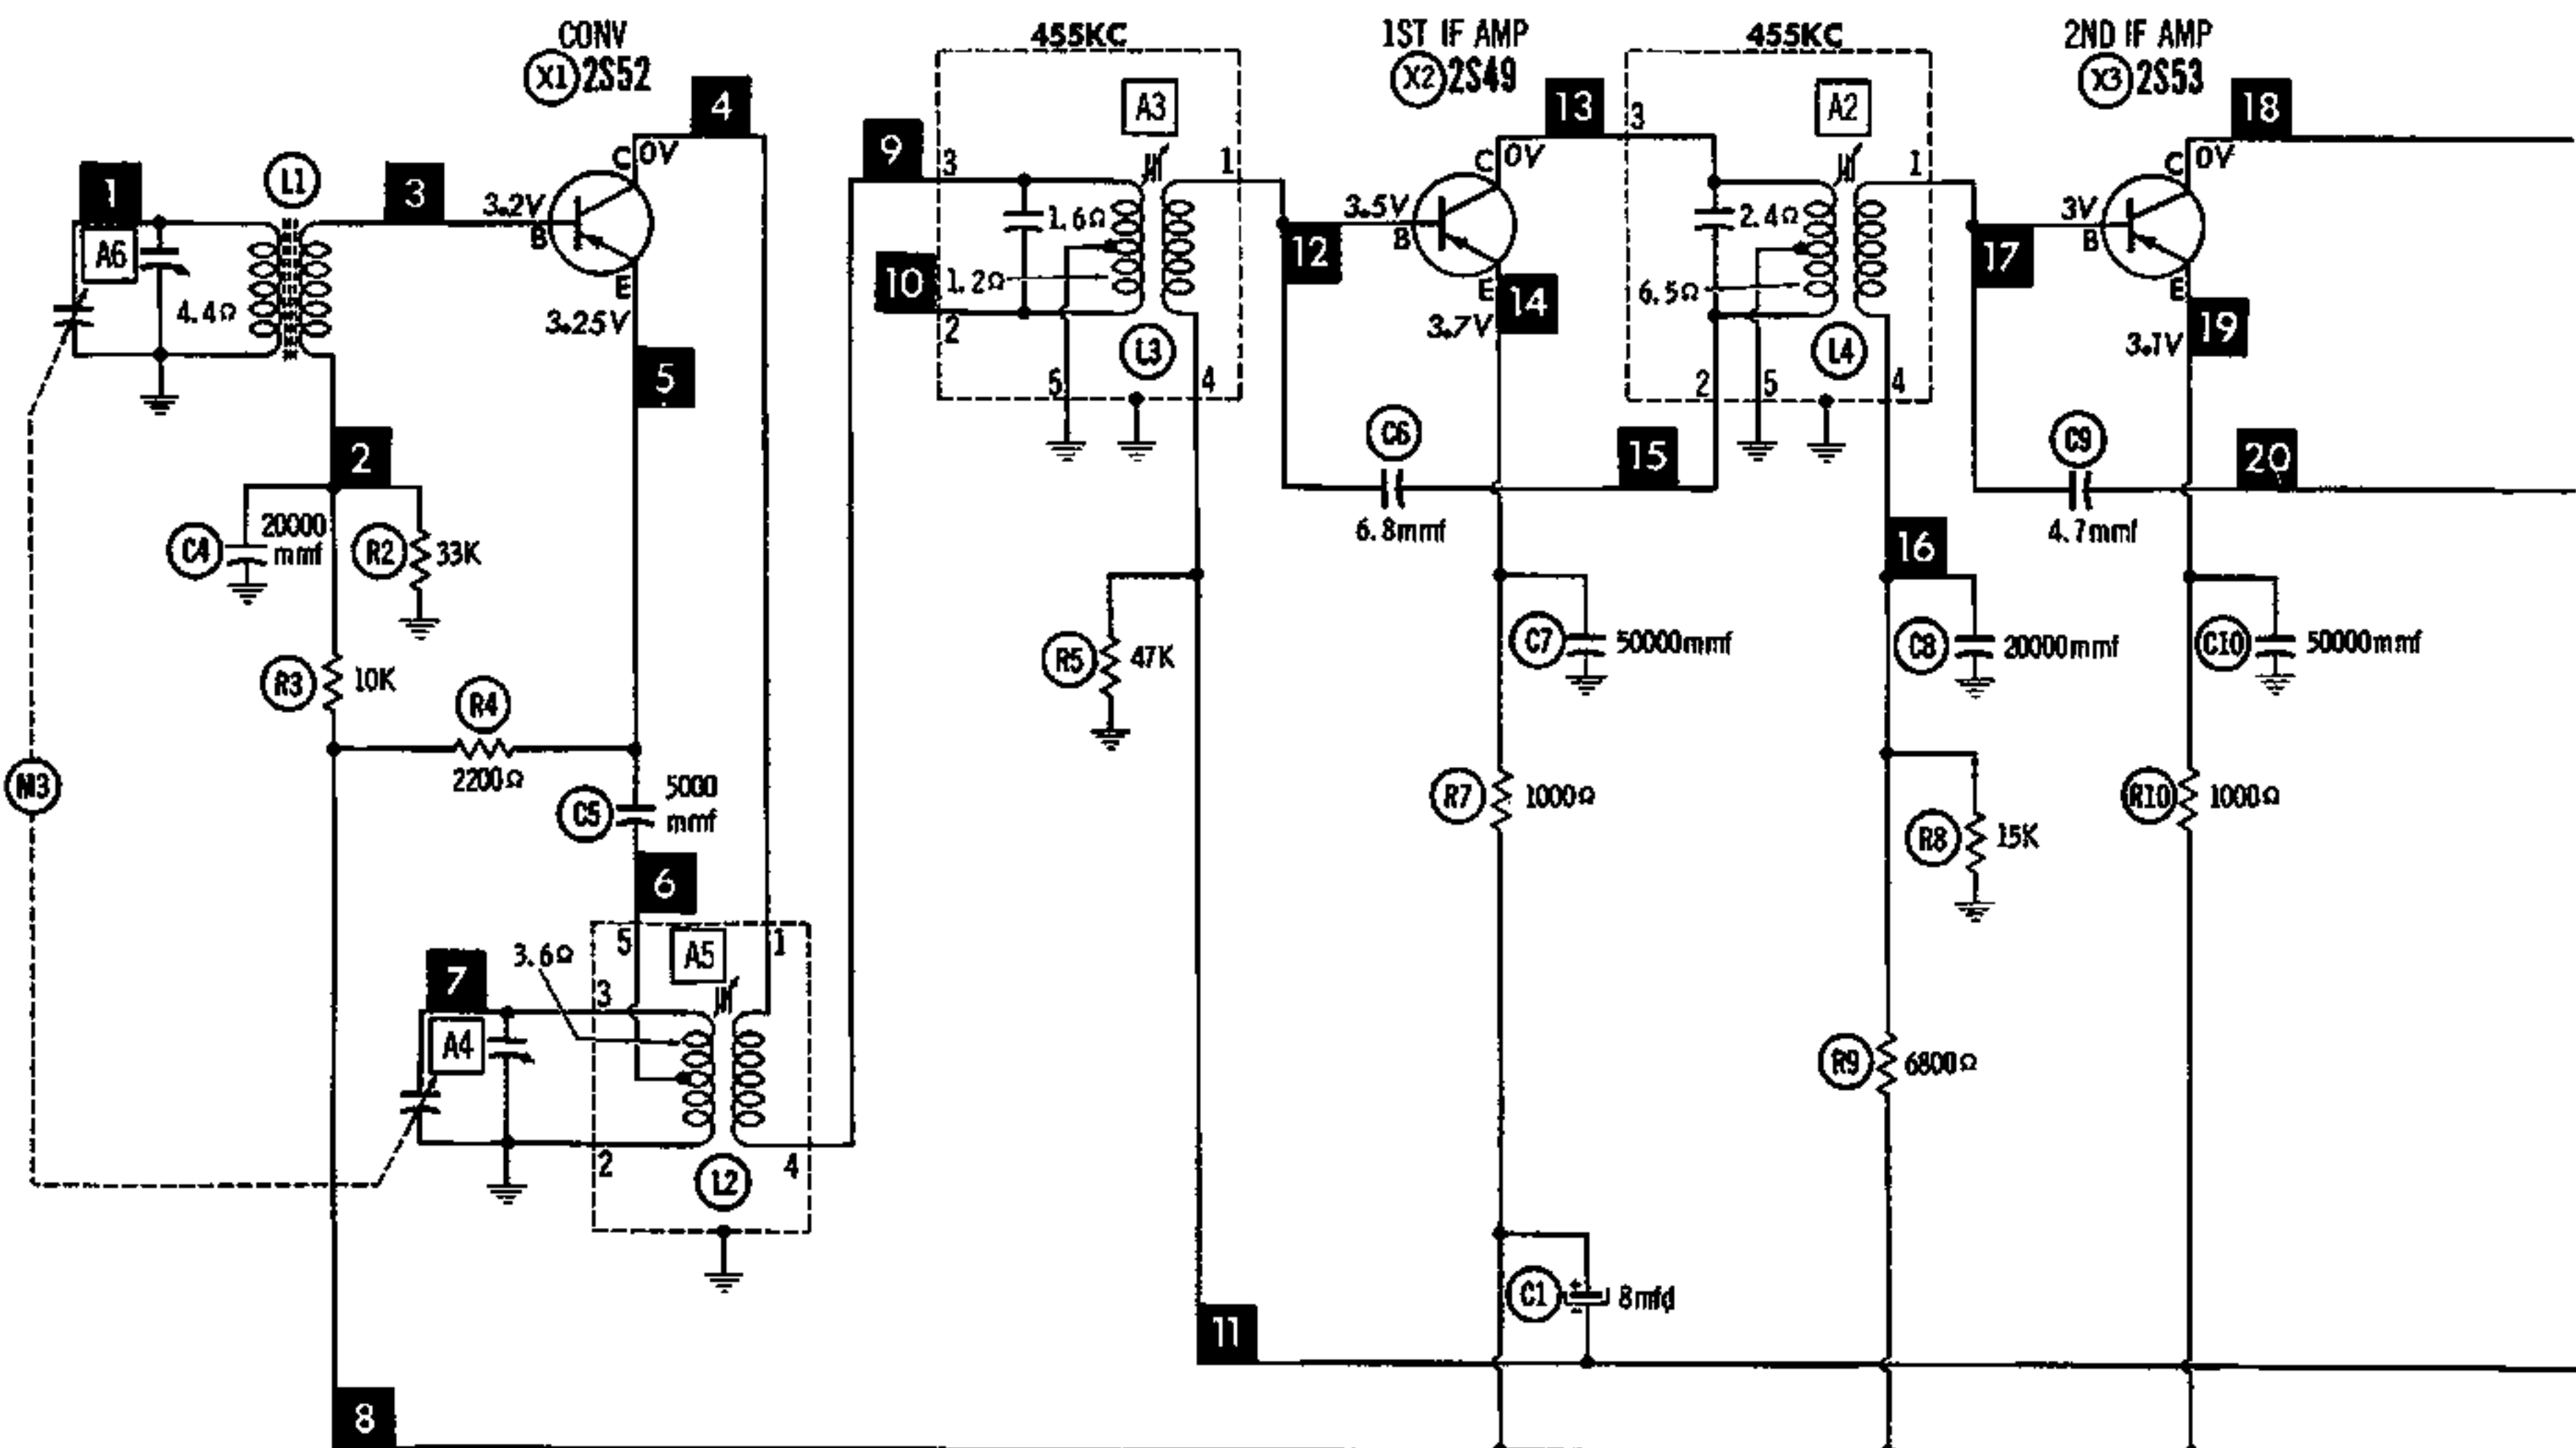 CONV
X1 2S52
4
1
L1
3
A6
4.4Ω
3.2V
B
C
0V
E
3.25V
5
2
C4
20000
mmf
R2
33K
R3
10K
R4
2200Ω
C5
5000
mmf
M3
6
5
A5
1
3.6Ω
7
3
A4
2
4
L2
8
455KC
A3
9
3
1.6Ω
1
10
1.2Ω
2
L3
5
4
R5
47K
11
1ST IF AMP
X2 2S49
13
C
0V
3.5V
B
12
E
14
3.7V
C6
6.8mmf
15
C7
50000mmf
R7
1000Ω
C1
+
-
8mfd
455KC
3
A2
1
2.4Ω
6.5Ω
L4
2
5
4
16
C8
20000mmf
R8
15K
R9
6800Ω
2ND IF AMP
X3 2S53
18
C
0V
3V
B
17
E
19
3.1V
C9
4.7mmf
20
C10
50000mmf
R10
1000Ω